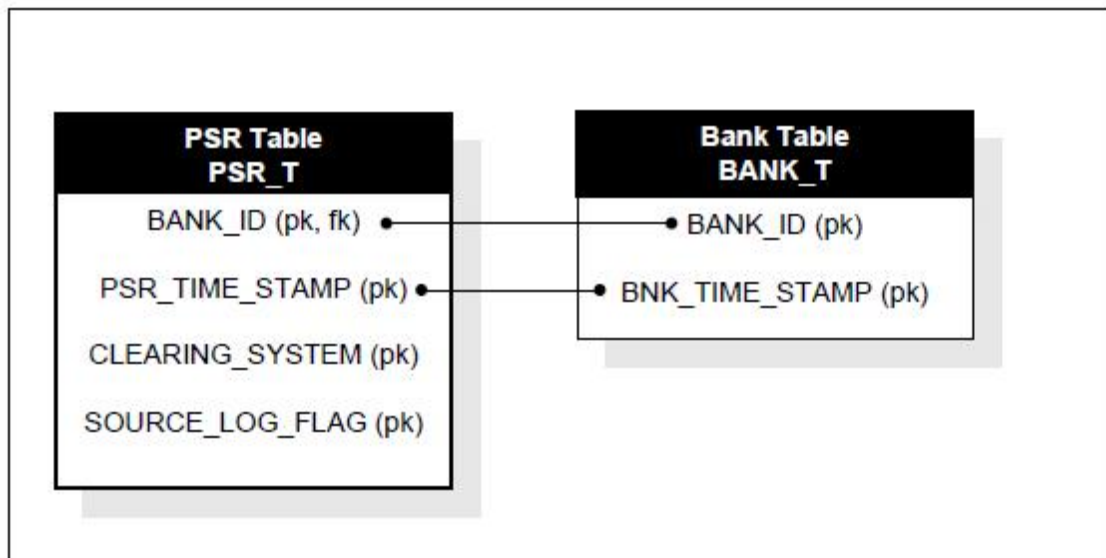 PSR Table
PSR_T
BANK_ID (pk, fk)
PSR_TIME_STAMP (pk)
CLEARING_SYSTEM (pk)
SOURCE_LOG_FLAG (pk)
Bank Table
BANK_T
BANK_ID (pk)
BNK_TIME_STAMP (pk)